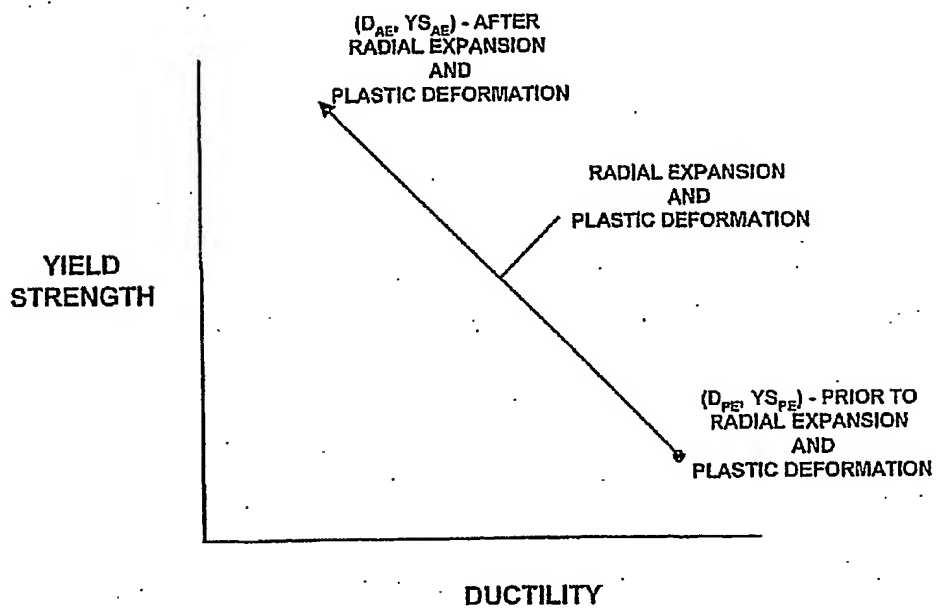 (D_AE, YS_AE) - AFTER
RADIAL EXPANSION
AND
PLASTIC DEFORMATION
RADIAL EXPANSION
AND
PLASTIC DEFORMATION
YIELD
STRENGTH
(D_PE, YS_PE) - PRIOR TO
RADIAL EXPANSION
AND
PLASTIC DEFORMATION
DUCTILITY